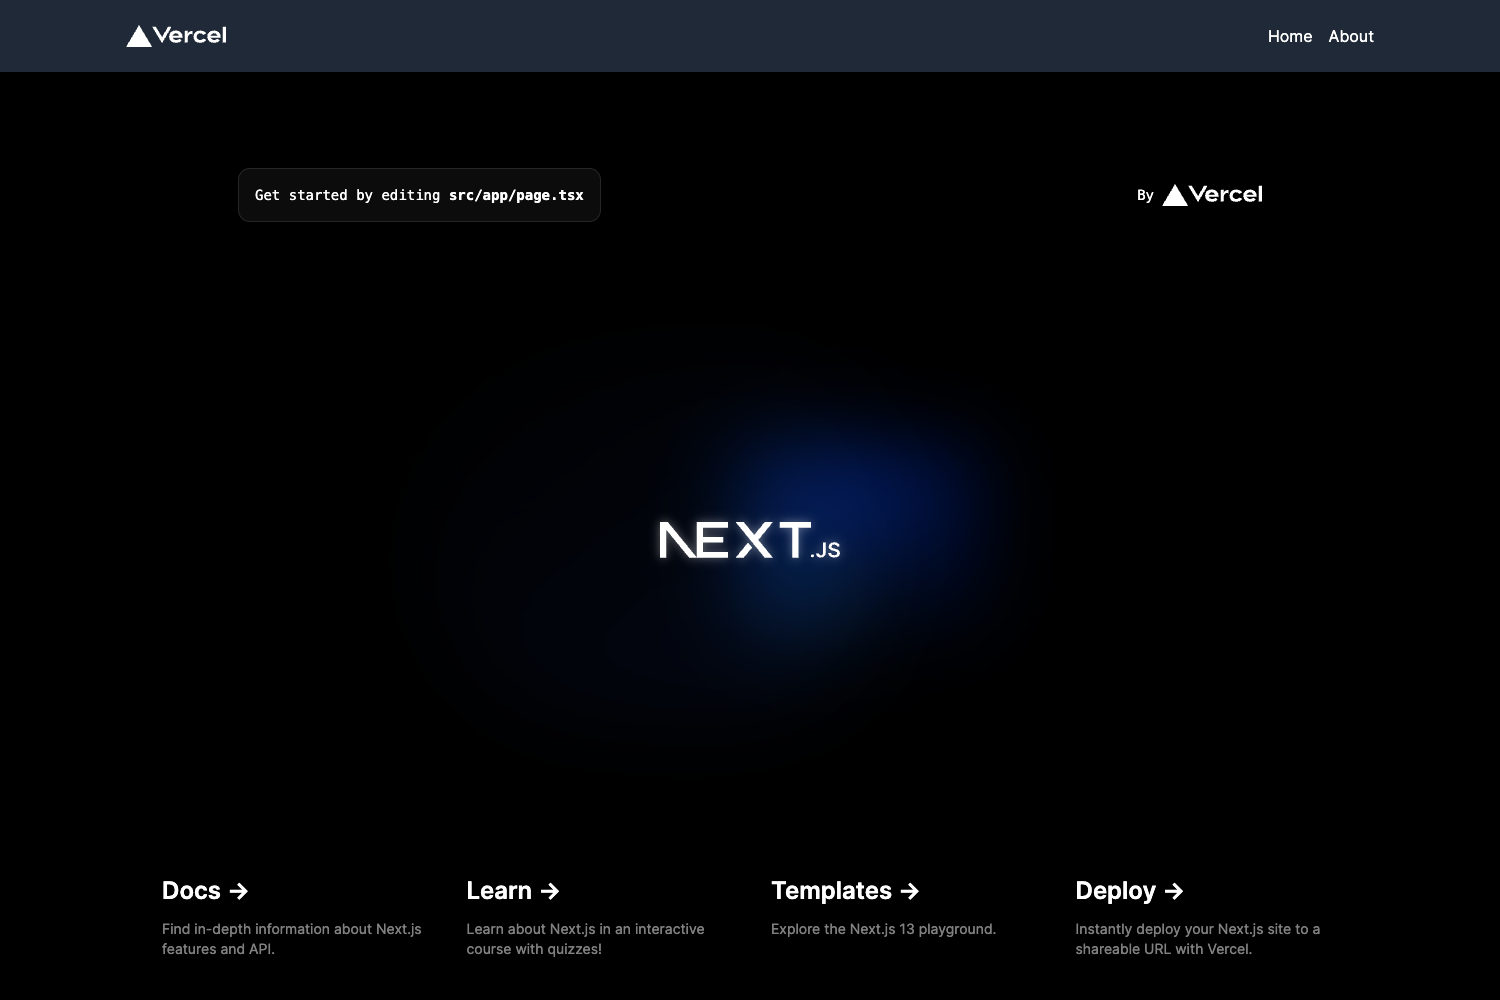 Vercel
Home About
Get started by editing src/app/page.tsx
By Vercel
NEXT.JS
Docs →
Find in-depth information about Next.js
features and API.
Learn →
Learn about Next.js in an interactive
course with quizzes!
Templates →
Explore the Next.js 13 playground.
Deploy →
Instantly deploy your Next.js site to a
shareable URL with Vercel.